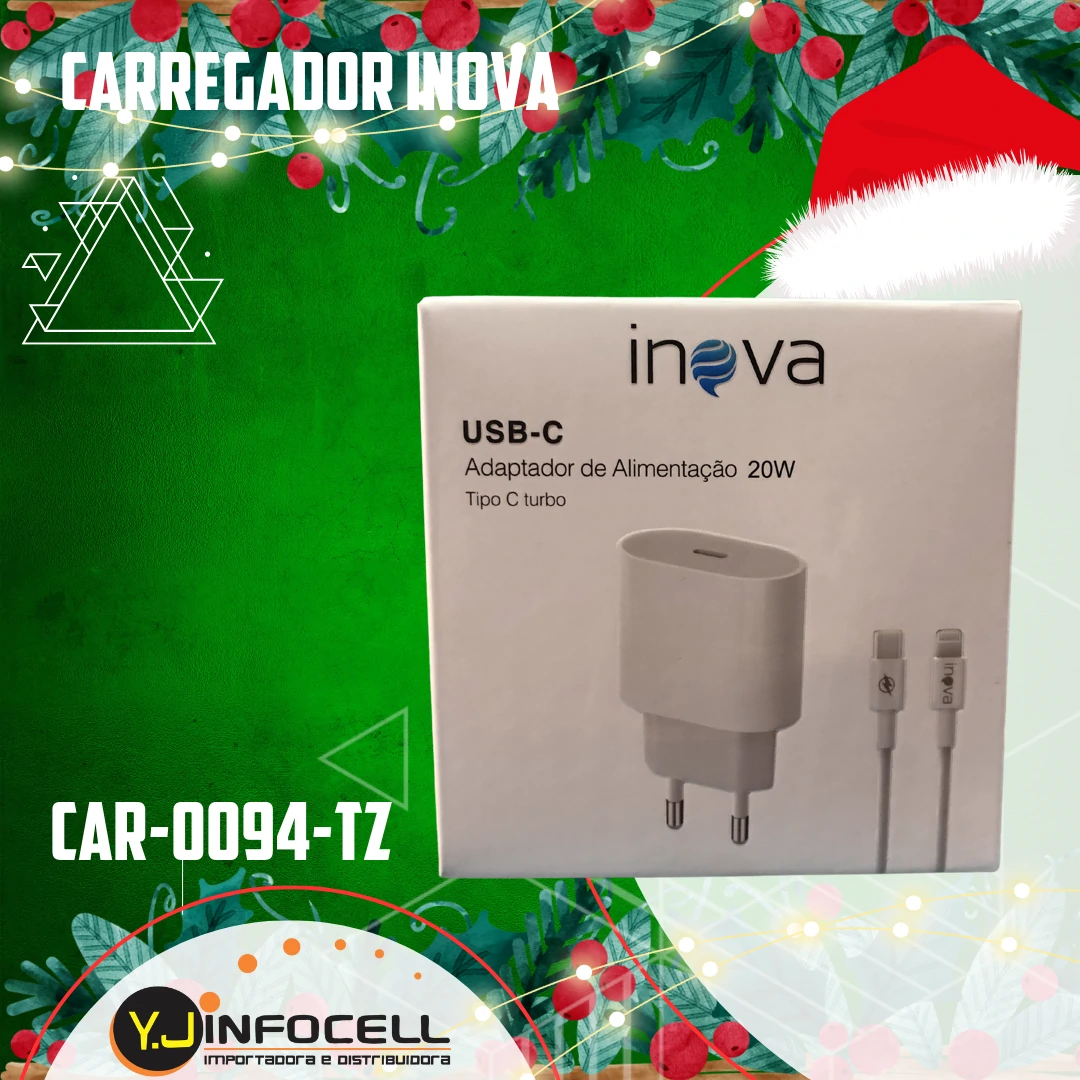 CARREGADOR INOVA
inova
USB-C
Adaptador de Alimentação 20W
Tipo C turbo
inova
CAR-0094-TZ
Y.J INFOCELL
IMPORTADORA E DISTRIBUIDORA